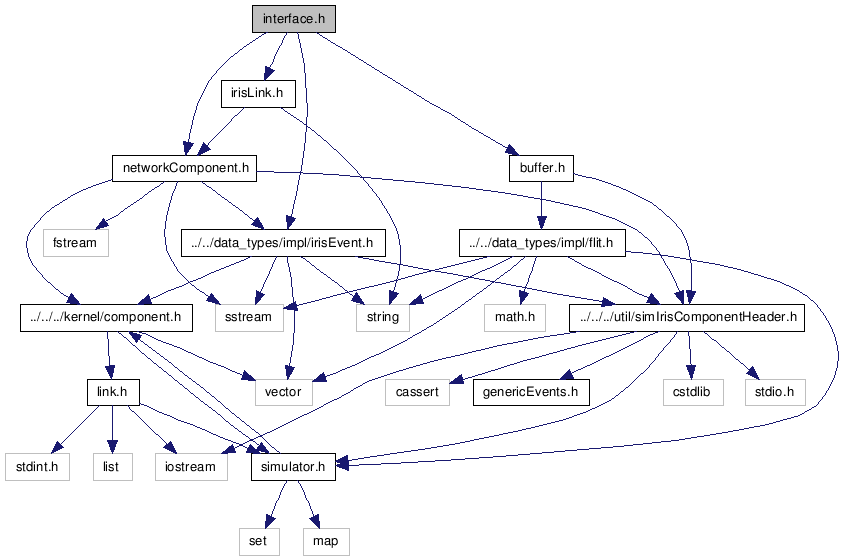 interface.h
irisLink.h
networkComponent.h
buffer.h
fstream
../../data_types/impl/irisEvent.h
../../data_types/impl/flit.h
../../../kernel/component.h
sstream
string
math.h
../../../util/simIrisComponentHeader.h
link.h
vector
cassert
genericEvents.h
cstdlib
stdio.h
stdint.h
list
iostream
simulator.h
set
map